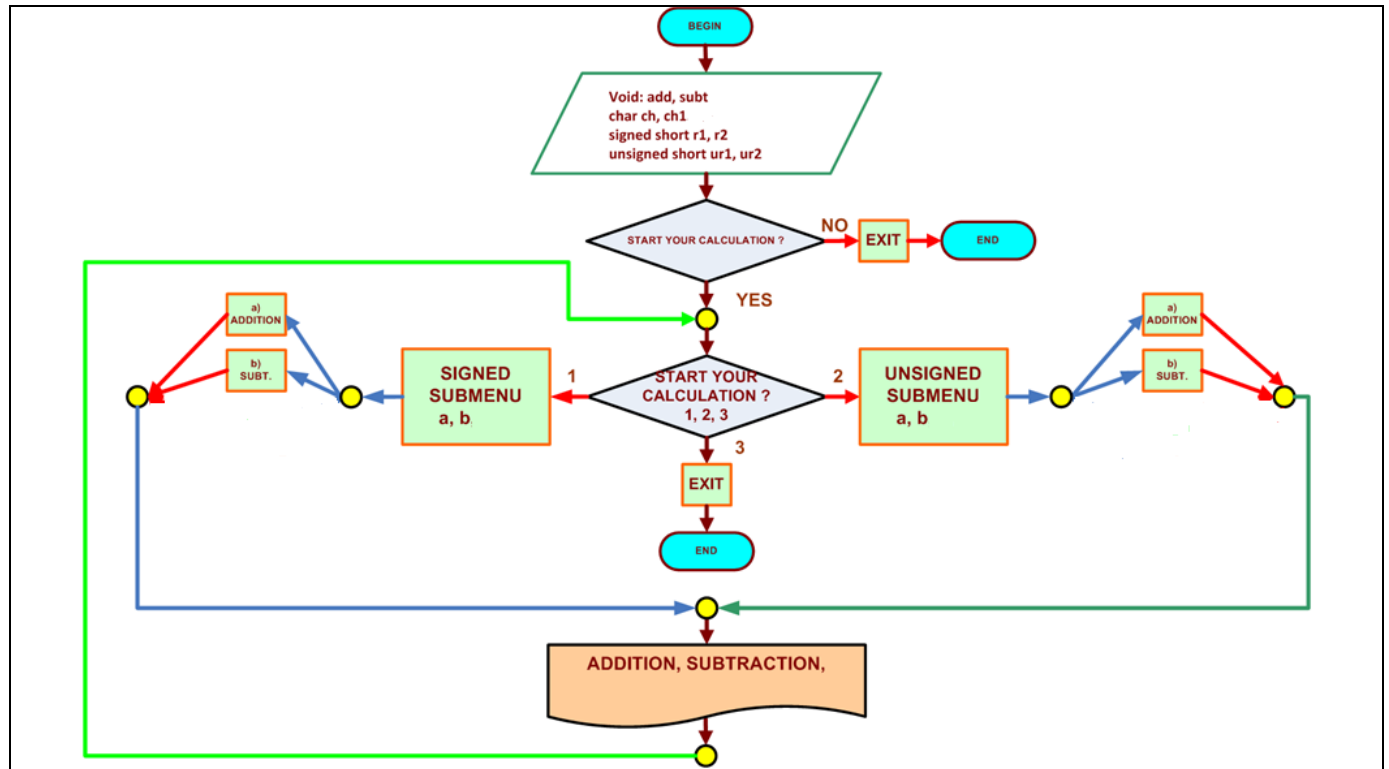 BEGIN
Void: add, subt
char ch, ch1
signed short r1, r2
unsigned short ur1, ur2
START YOUR CALCULATION ?
NO
EXIT
END
YES
a)
ADDITION
b)
SUBT.
SIGNED
SUBMENU
a, b
1
START YOUR
CALCULATION ?
1, 2, 3
2
UNSIGNED
SUBMENU
a, b
a)
ADDITION
b)
SUBT.
3
EXIT
END
ADDITION, SUBTRACTION,